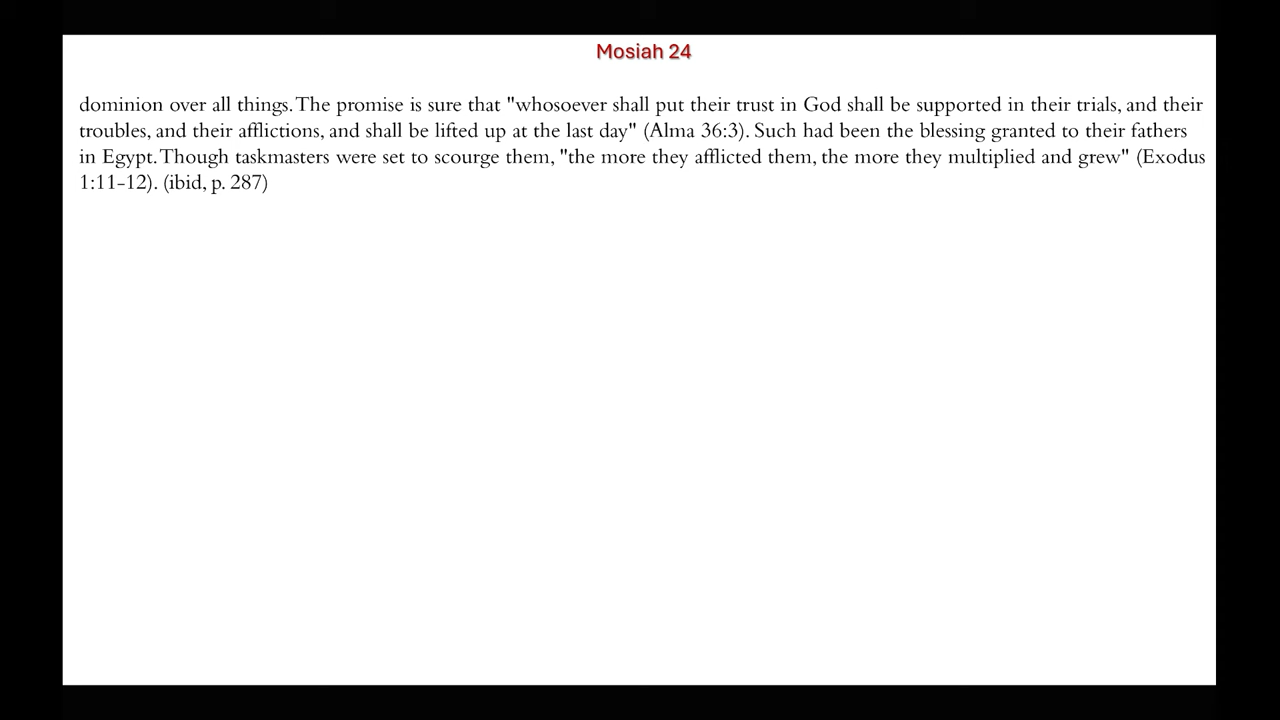 Mosiah 24
dominion over all things. The promise is sure that "whosoever shall put their trust in God shall be supported in their trials, and their
troubles, and their afflictions, and shall be lifted up at the last day" (Alma 36:3). Such had been the blessing granted to their fathers
in Egypt. Though taskmasters were set to scourge them, "the more they afflicted them, the more they multiplied and grew" (Exodus
1:11-12). (ibid, p. 287)